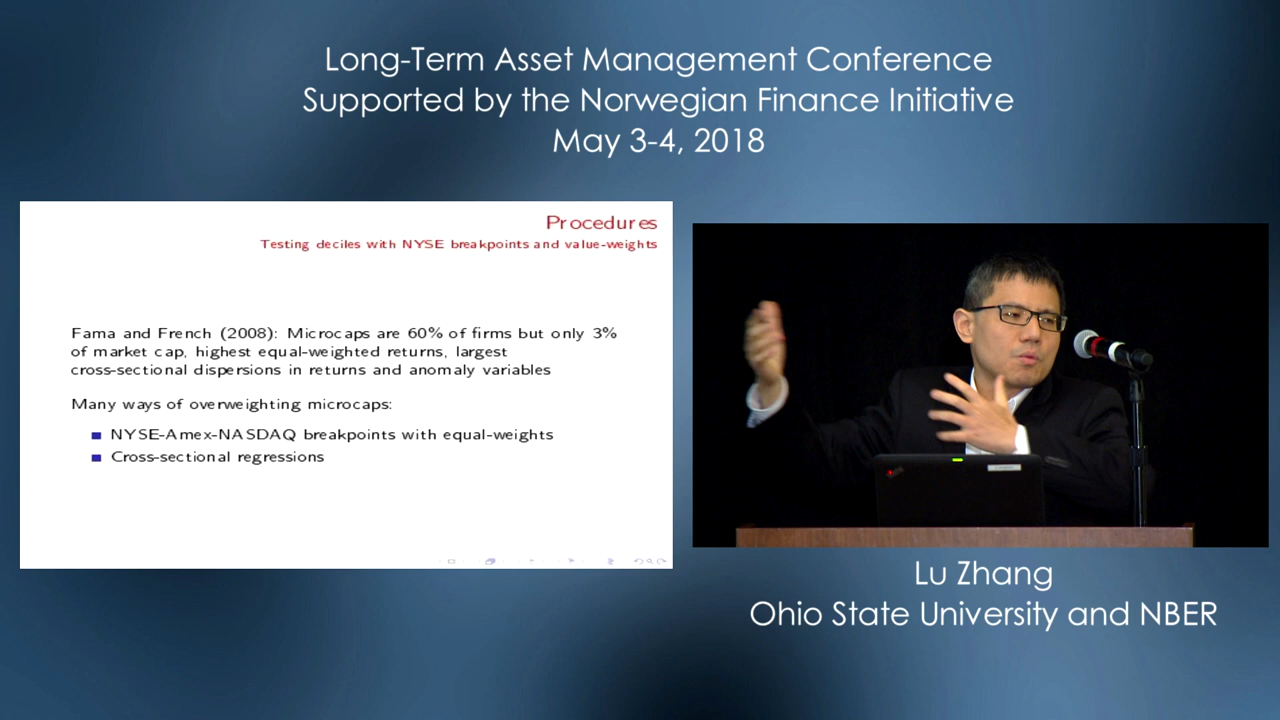 Long-Term Asset Management Conference
Supported by the Norwegian Finance Initiative
May 3-4, 2018
Procedures
Testing deciles with NYSE breakpoints and value-weights
Fama and French (2008): Microcaps are 60% of firms but only 3%
of market cap, highest equal-weighted returns, largest
cross-sectional dispersions in returns and anomaly variables
Many ways of overweighting microcaps:
NYSE-Amex-NASDAQ breakpoints with equal-weights
Cross-sectional regressions
Lu Zhang
Ohio State University and NBER